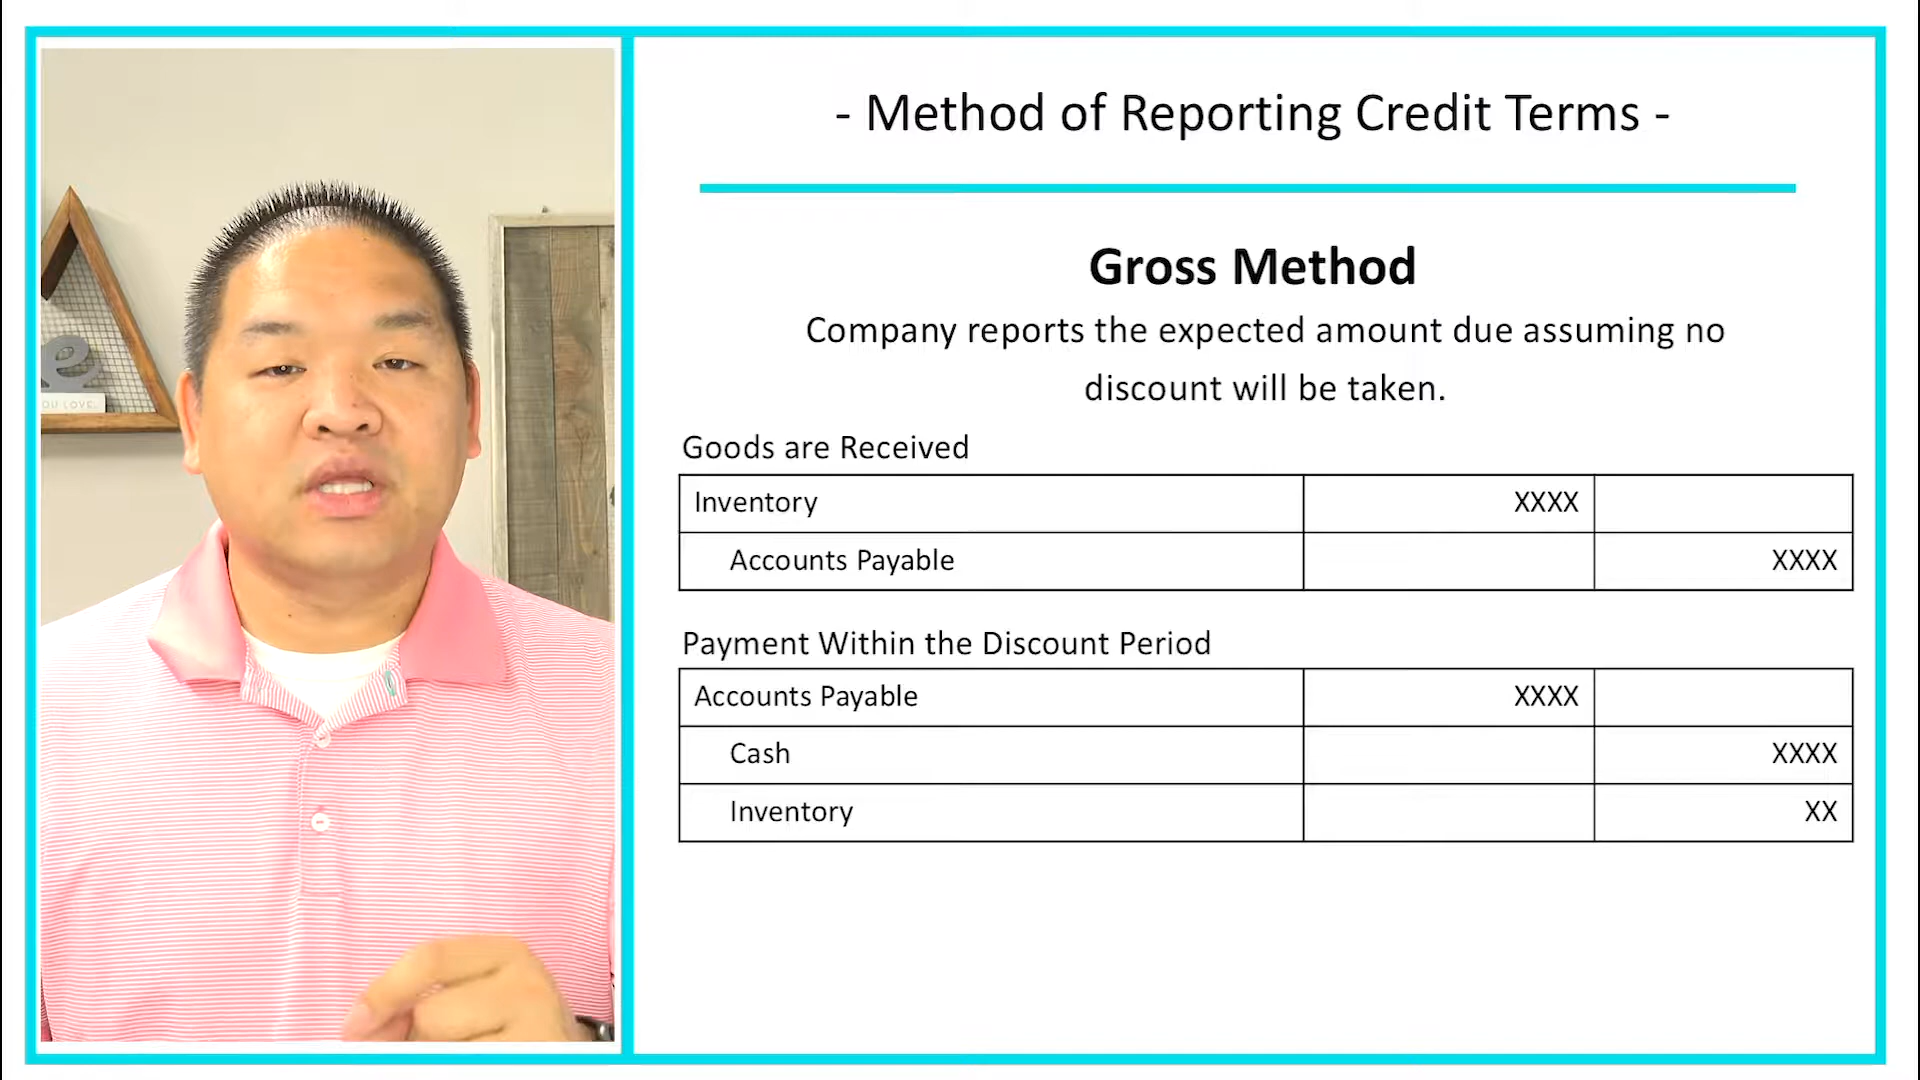 - Method of Reporting Credit Terms -
Gross Method
Company reports the expected amount due assuming no
discount will be taken.
Goods are Received
Inventory XXXX
Accounts Payable XXXX
Payment Within the Discount Period
Accounts Payable XXXX
Cash XXXX
Inventory XX
e
OU LOVE.